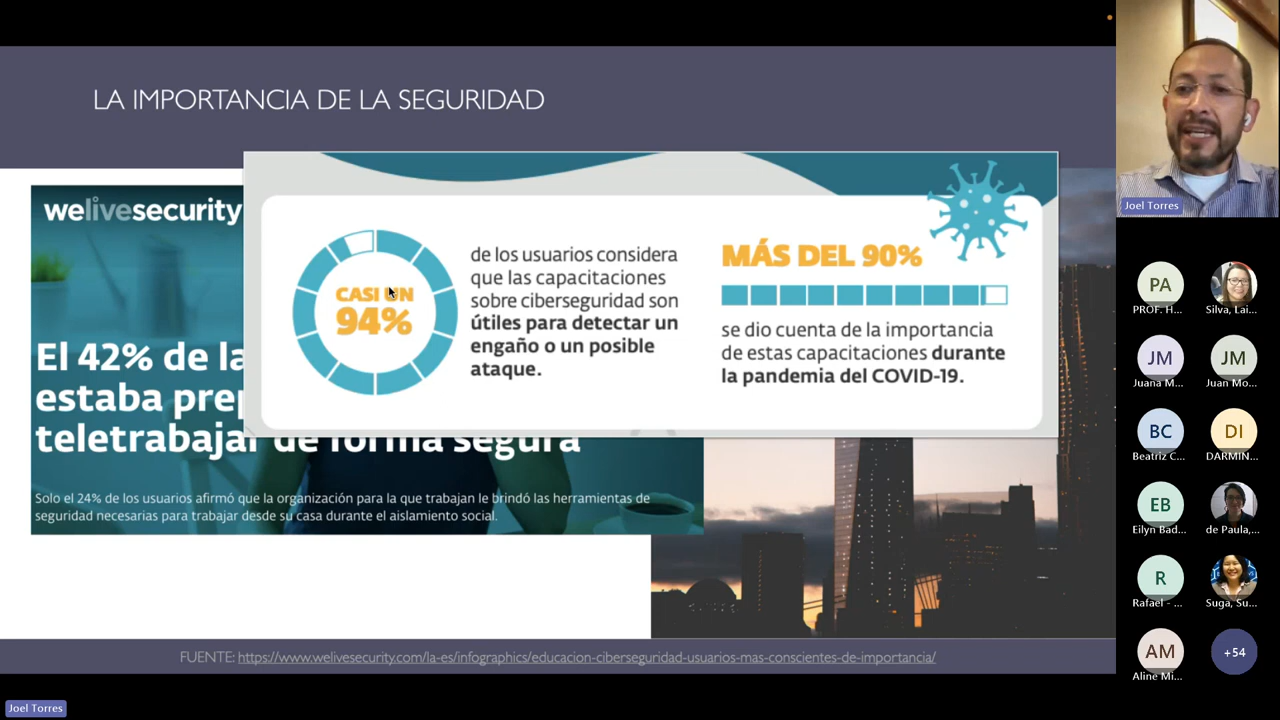 LA IMPORTANCIA DE LA SEGURIDAD
welivesecurity
El 42% de la
estaba prep
teletrabajar de forma segura
Solo el 24% de los usuarios afirmó que la organización para la que trabajan le brindó las herramientas de
seguridad necesarias para trabajar desde su casa durante el aislamiento social.
CASI UN
94%
de los usuarios considera
que las capacitaciones
sobre ciberseguridad son
útiles para detectar un
engaño o un posible
ataque.
MÁS DEL 90%
se dio cuenta de la importancia
de estas capacitaciones durante
la pandemia del COVID-19.
FUENTE: https://www.welivesecurity.com/la-es/infographics/educacion-ciberseguridad-usuarios-mas-conscientes-de-importancia/
Joel Torres
Joel Torres
PA
PROF. H...
Silva, Lai...
JM
Juana M...
JM
Juan Mo...
BC
Beatriz C...
DI
DARMIN...
EB
Eilyn Bad...
de Paula,...
R
Rafael - ...
Suga, Su...
AM
Aline Mi...
+54